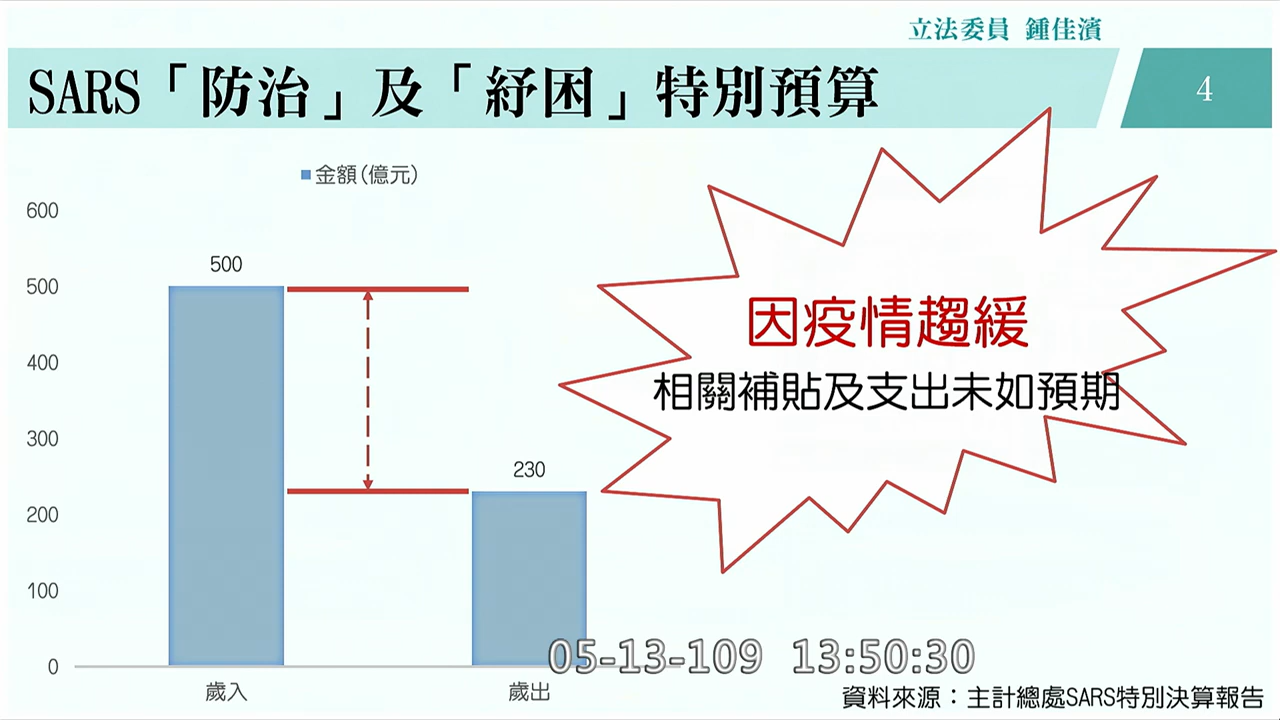 立法委員 鍾佳濱
SARS「防治」及「紓困」特別預算
4
金額(億元)
600
500
400
300
200
100
0
500
230
歲入
歲出
因疫情趨緩
相關補貼及支出未如預期
05-13-109 13:50:30
資料來源：主計總處SARS特別決算報告